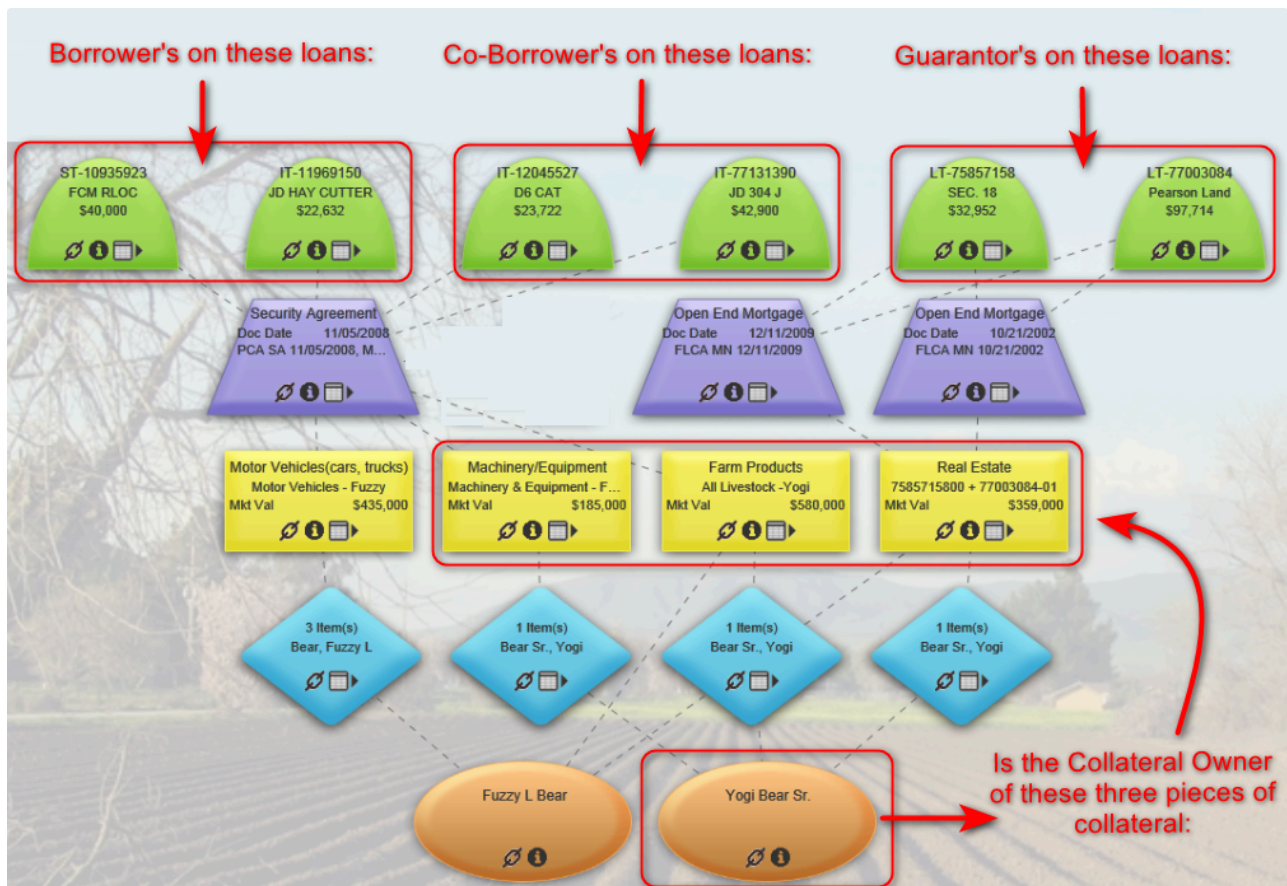 Borrower's on these loans:
Co-Borrower's on these loans:
Guarantor's on these loans:
ST-10935923
FCM RLOC
$40,000
IT-11969150
JD HAY CUTTER
$22,632
IT-12045527
D6 CAT
$23,722
IT-77131390
JD 304 J
$42,900
LT-75857158
SEC. 18
$32,952
LT-77003084
Pearson Land
$97,714
Security Agreement
Doc Date 11/05/2008
PCA SA 11/05/2008, M...
Open End Mortgage
Doc Date 12/11/2009
FLCA MN 12/11/2009
Open End Mortgage
Doc Date 10/21/2002
FLCA MN 10/21/2002
Motor Vehicles(cars, trucks)
Motor Vehicles - Fuzzy
Mkt Val $435,000
Machinery/Equipment
Machinery & Equipment - F...
Mkt Val $185,000
Farm Products
All Livestock -Yogi
Mkt Val $580,000
Real Estate
7585715800 + 77003084-01
Mkt Val $359,000
3 Item(s)
Bear, Fuzzy L
1 Item(s)
Bear Sr., Yogi
1 Item(s)
Bear Sr., Yogi
1 Item(s)
Bear Sr., Yogi
Fuzzy L Bear
Yogi Bear Sr.
Is the Collateral Owner
of these three pieces of
collateral: